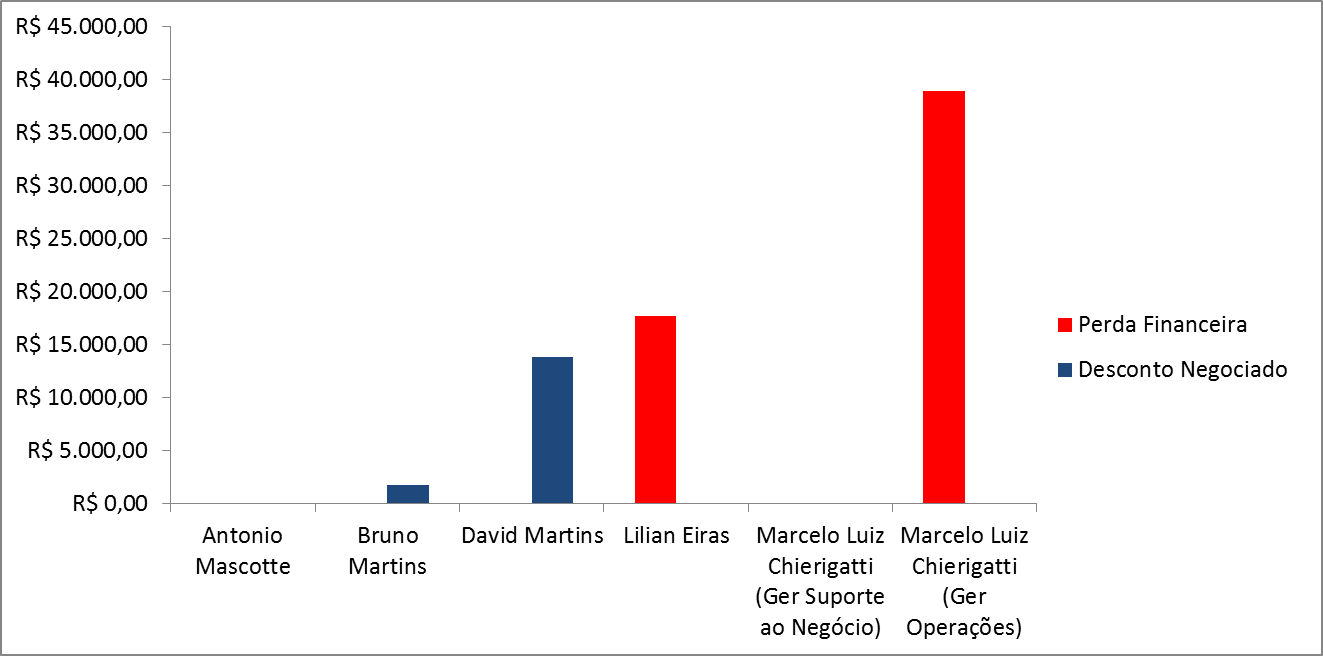 R$ 45.000,00
R$ 40.000,00
R$ 35.000,00
R$ 30.000,00
R$ 25.000,00
R$ 20.000,00
R$ 15.000,00
R$ 10.000,00
R$ 5.000,00
R$ 0,00
Antonio
Mascotte
Bruno
Martins
David Martins
Lilian Eiras
Marcelo Luiz
Chierigatti
(Ger Suporte
ao Negócio)
Marcelo Luiz
Chierigatti
(Ger
Operações)
Perda Financeira
Desconto Negociado